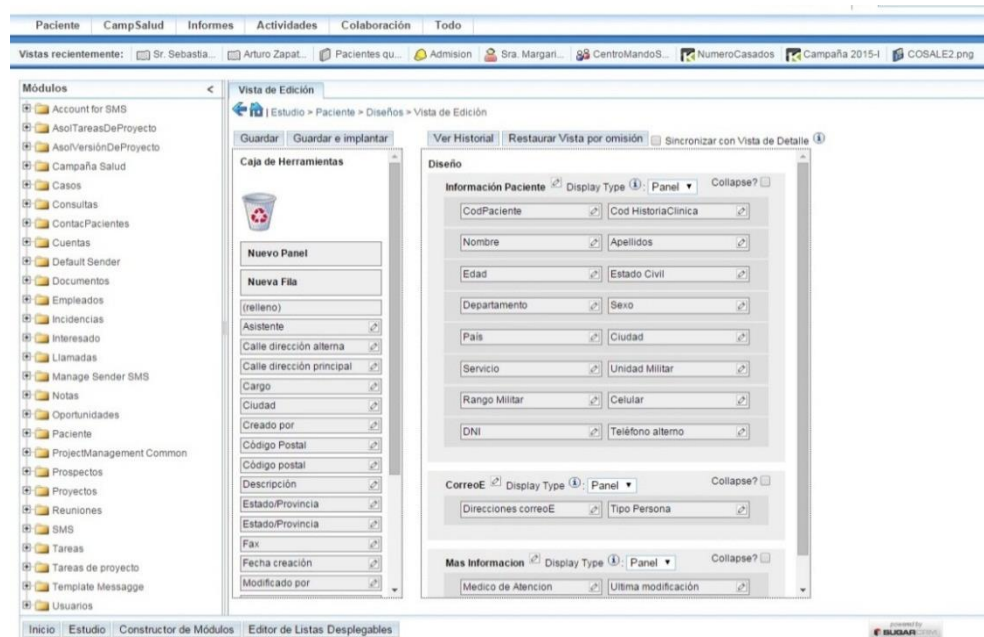 Paciente CampSalud Informes Actividades Colaboración Todo
Vistas recientemente: Sr. Sebastia... Arturo Zapat... Pacientes qu... Admision Sra. Margari... CentroMandoS... NumeroCasados Campaña 2015-I COSALE2.png
Módulos <
Account for SMS
AsolTareasDeProyecto
AsolVersiónDeProyecto
Campaña Salud
Casos
Consultas
ContacPacientes
Cuentas
Default Sender
Documentos
Empleados
Incidencias
Interesado
Llamadas
Manage Sender SMS
Notas
Oportunidades
Paciente
ProjectManagement Common
Prospectos
Proyectos
Reuniones
SMS
Tareas
Tareas de proyecto
Template Messagge
Usuarios
Vista de Edición
| Estudio > Paciente > Diseños > Vista de Edición
Guardar Guardar e implantar
Caja de Herramientas
Nuevo Panel
Nueva Fila
(relleno)
Asistente
Calle dirección alterna
Calle dirección principal
Cargo
Ciudad
Creado por
Código Postal
Código postal
Descripción
Estado/Provincia
Estado/Provincia
Fax
Fecha creación
Modificado por
Ver Historial Restaurar Vista por omisión Sincronizar con Vista de Detalle
Diseño
Información Paciente Display Type : Panel Collapse?
CodPaciente Cod HistoriaClinica
Nombre Apellidos
Edad Estado Civil
Departamento Sexo
País Ciudad
Servicio Unidad Militar
Rango Militar Celular
DNI Teléfono alterno
CorreoE Display Type : Panel Collapse?
Direcciones correoE Tipo Persona
Mas Informacion Display Type : Panel Collapse?
Medico de Atencion Ultima modificación
Inicio Estudio Constructor de Módulos Editor de Listas Desplegables
powered by
SUGARCRM